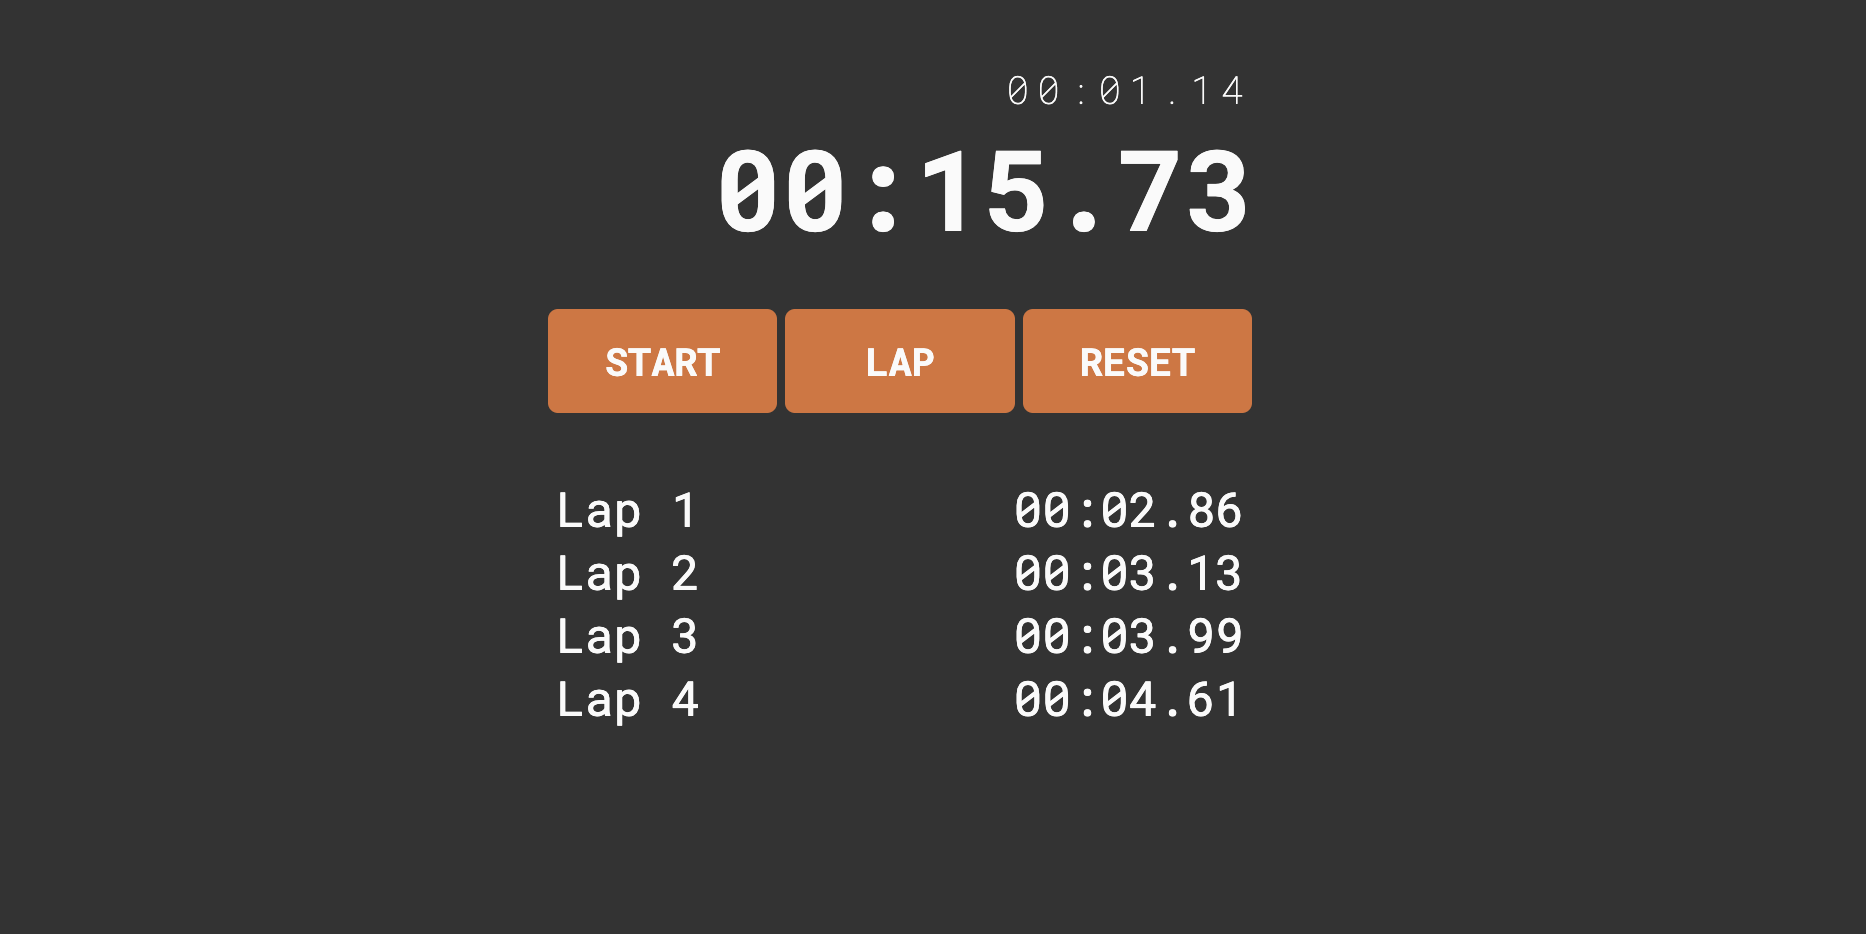 00:01.14
00:15.73
START LAP RESET
Lap 1 00:02.86
Lap 2 00:03.13
Lap 3 00:03.99
Lap 4 00:04.61